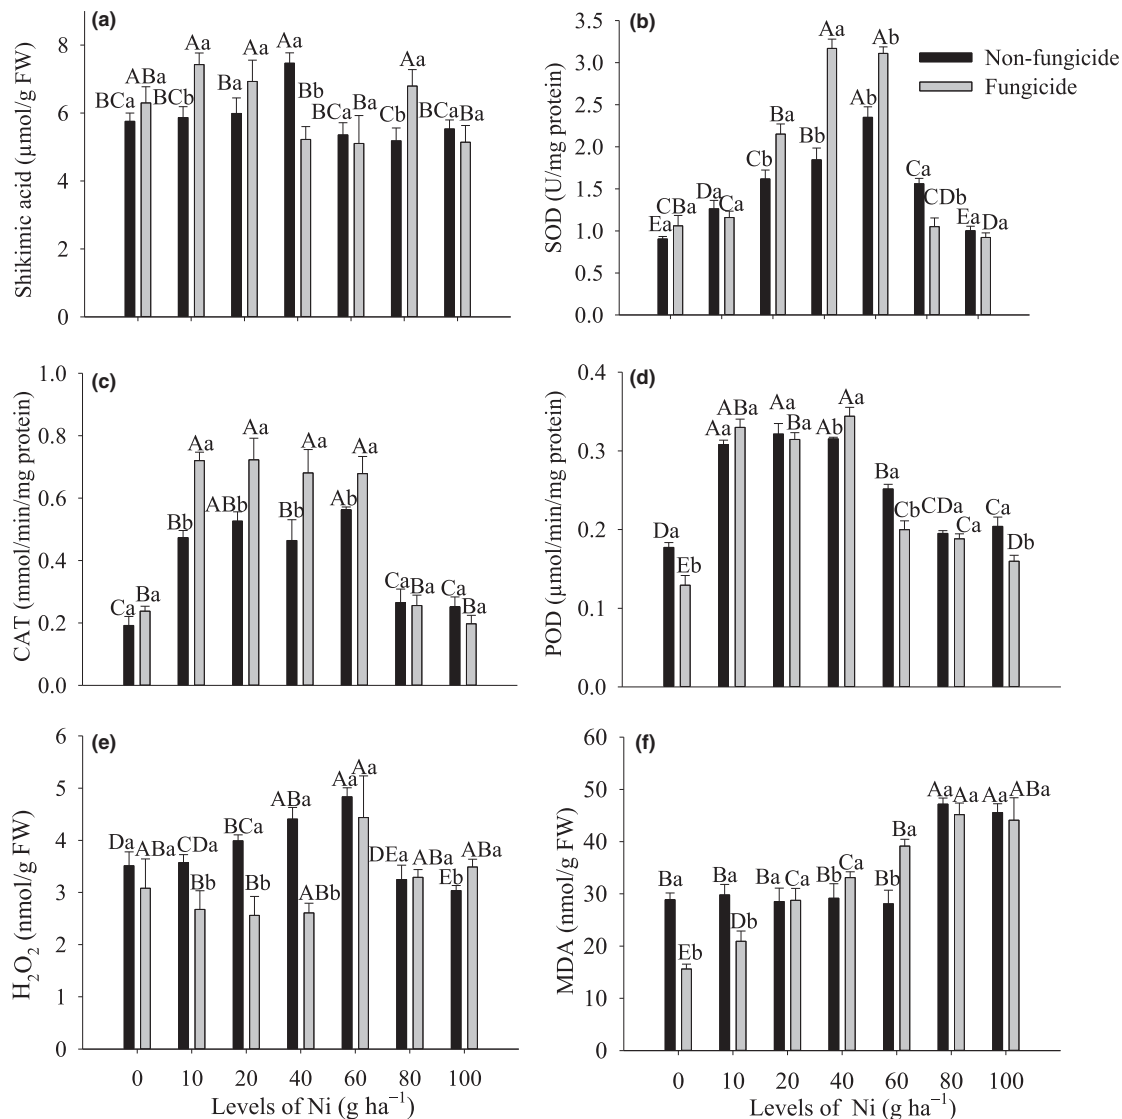 (a)
Shikimic acid (μmol/g FW)
8
6
4
2
0
BCa ABa BCb Aa Ba Aa Aa Bb BCa Ba Cb Aa BCa Ba
(b)
SOD (U/mg protein)
3.5
3.0
2.5
2.0
1.5
1.0
0.5
0.0
Ea CBa Da Ca Cb Ba Bb Aa Ab Ab Ca CDb Ea Da
Non-fungicide
Fungicide
(c)
CAT (mmol/min/mg protein)
1.0
0.8
0.6
0.4
0.2
0.0
Ca Ba Bb Aa ABb Aa Bb Aa Ab Aa Ca Ba Ca Ba
(d)
POD (μmol/min/mg protein)
0.4
0.3
0.2
0.1
0.0
Da Eb Aa ABa Aa Ba Ab Aa Ba Cb CDa Ca Ca Db
(e)
H₂O₂ (nmol/g FW)
6
5
4
3
2
1
0
Da ABa CDa Bb BCa Bb ABa ABb Aa Aa DEa ABa Eb ABa
0 10 20 40 60 80 100
Levels of Ni (g ha⁻¹)
(f)
MDA (nmol/g FW)
60
50
40
30
20
10
0
Ba Eb Ba Db Ba Ca Bb Ca Bb Ba Aa Aa Aa ABa
0 10 20 40 60 80 100
Levels of Ni (g ha⁻¹)